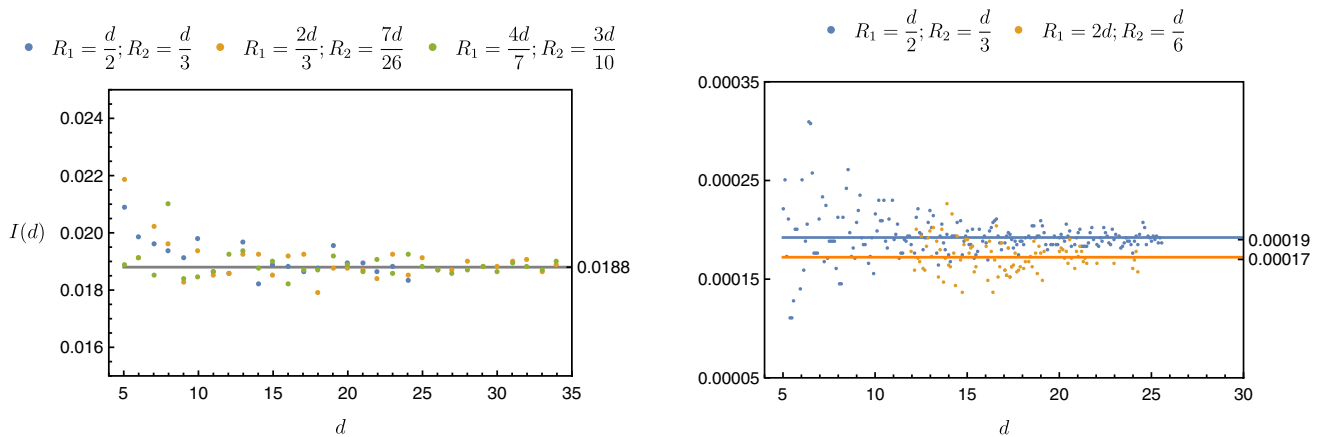 R₁ = d/2; R₂ = d/3 R₁ = 2d/3; R₂ = 7d/26 R₁ = 4d/7; R₂ = 3d/10
0.024
0.022
0.020
0.018
0.016
I(d)
0.0188
5 10 15 20 25 30 35
d
R₁ = d/2; R₂ = d/3 R₁ = 2d; R₂ = d/6
0.00035
0.00025
0.00015
0.00005
0.00019
0.00017
5 10 15 20 25 30
d